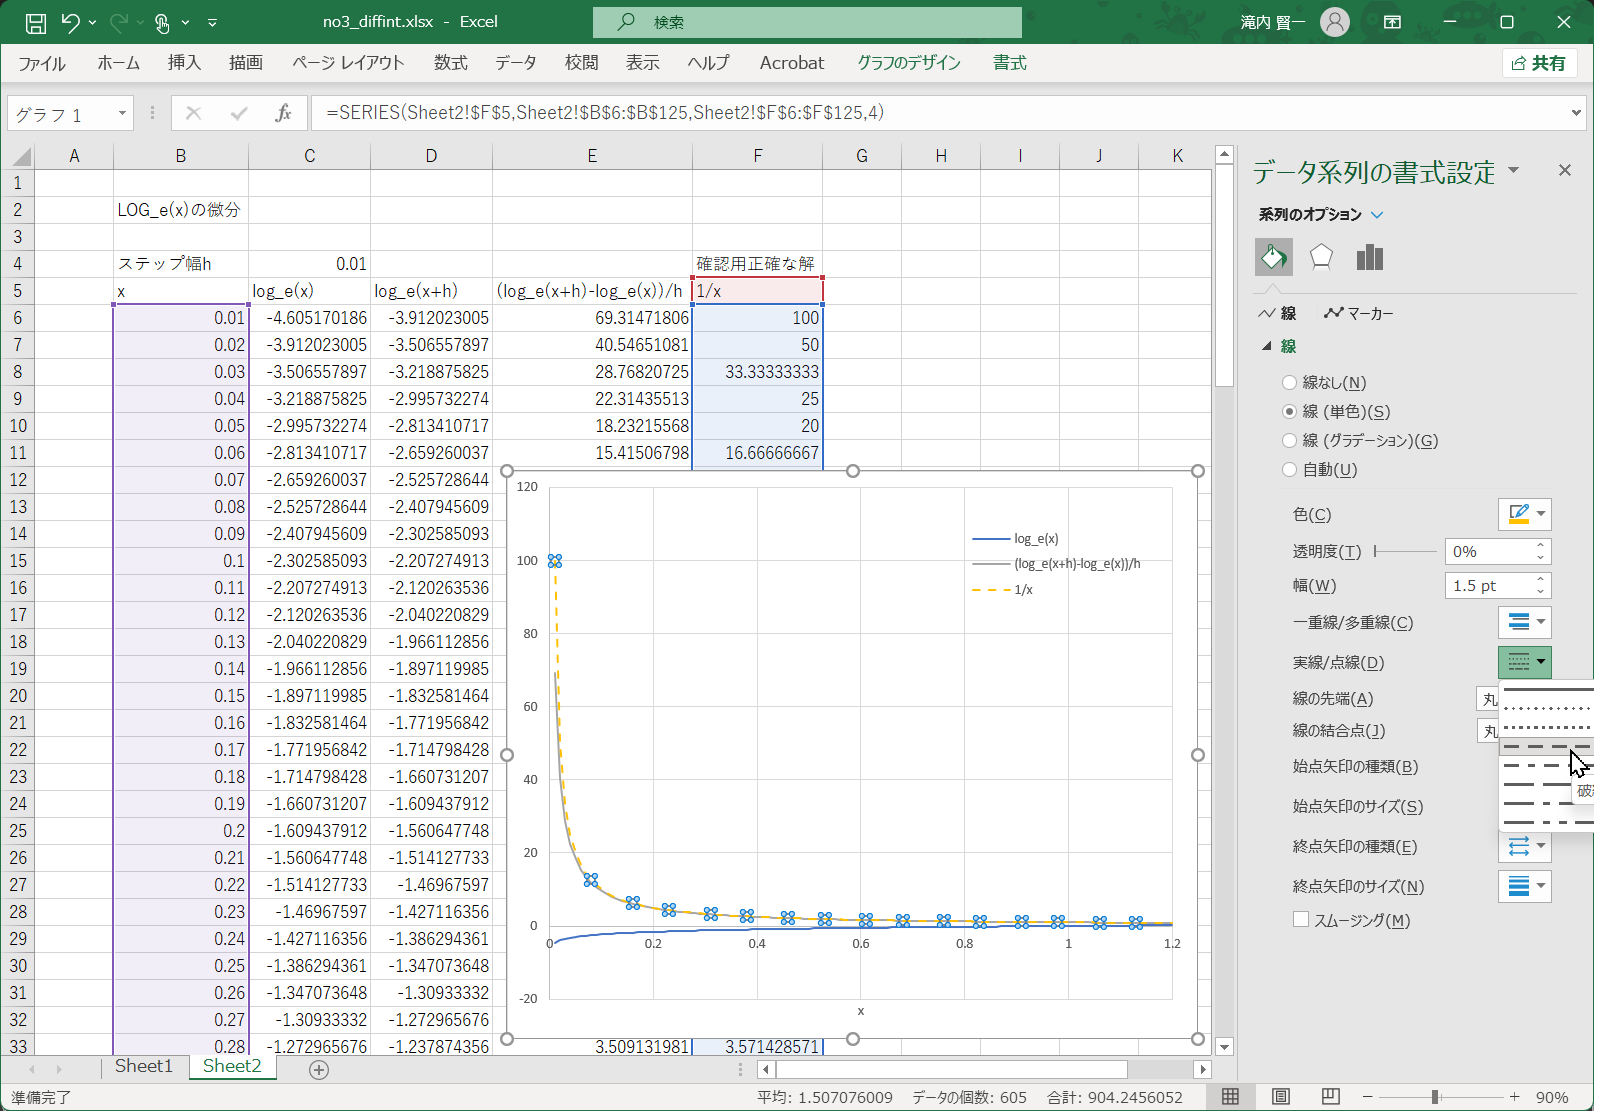 no3_diffint.xlsx - Excel
検索
滝内 賢一
ファイル ホーム 挿入 描画 ページ レイアウト 数式 データ 校閲 表示 ヘルプ Acrobat グラフのデザイン 書式 共有
グラフ 1 fx =SERIES(Sheet2!$F$5,Sheet2!$B$6:$B$125,Sheet2!$F$6:$F$125,4)
A B C D E F G H I J K
1
2 LOG_e(x)の微分
3
4 ステップ幅h 0.01 確認用正確な解
5 x log_e(x) log_e(x+h) (log_e(x+h)-log_e(x))/h 1/x
6 0.01 -4.605170186 -3.912023005 69.31471806 100
7 0.02 -3.912023005 -3.506557897 40.54651081 50
8 0.03 -3.506557897 -3.218875825 28.76820725 33.33333333
9 0.04 -3.218875825 -2.995732274 22.31435513 25
10 0.05 -2.995732274 -2.813410717 18.23215568 20
11 0.06 -2.813410717 -2.659260037 15.41506798 16.66666667
12 0.07 -2.659260037 -2.525728644
13 0.08 -2.525728644 -2.407945609
14 0.09 -2.407945609 -2.302585093
15 0.1 -2.302585093 -2.207274913
16 0.11 -2.207274913 -2.120263536
17 0.12 -2.120263536 -2.040220829
18 0.13 -2.040220829 -1.966112856
19 0.14 -1.966112856 -1.897119985
20 0.15 -1.897119985 -1.832581464
21 0.16 -1.832581464 -1.771956842
22 0.17 -1.771956842 -1.714798428
23 0.18 -1.714798428 -1.660731207
24 0.19 -1.660731207 -1.609437912
25 0.2 -1.609437912 -1.560647748
26 0.21 -1.560647748 -1.514127733
27 0.22 -1.514127733 -1.46967597
28 0.23 -1.46967597 -1.427116356
29 0.24 -1.427116356 -1.386294361
30 0.25 -1.386294361 -1.347073648
31 0.26 -1.347073648 -1.30933332
32 0.27 -1.30933332 -1.272965676
33 0.28 -1.272965676 -1.237874356 3.509131981 3.571428571
120
100
80
60
40
20
0
-20
0 0.2 0.4 0.6 0.8 1 1.2
x
log_e(x)
(log_e(x+h)-log_e(x))/h
1/x
データ系列の書式設定
系列のオプション
線 マーカー
線
線なし(N)
線 (単色)(S)
線 (グラデーション)(G)
自動(U)
色(C)
透明度(T) 0%
幅(W) 1.5 pt
一重線/多重線(C)
実線/点線(D)
線の先端(A) 丸
線の結合点(J) 丸
始点矢印の種類(B)
始点矢印のサイズ(S)
終点矢印の種類(E)
終点矢印のサイズ(N)
スムージング(M)
Sheet1 Sheet2
準備完了 平均: 1.507076009 データの個数: 605 合計: 904.2456052 90%